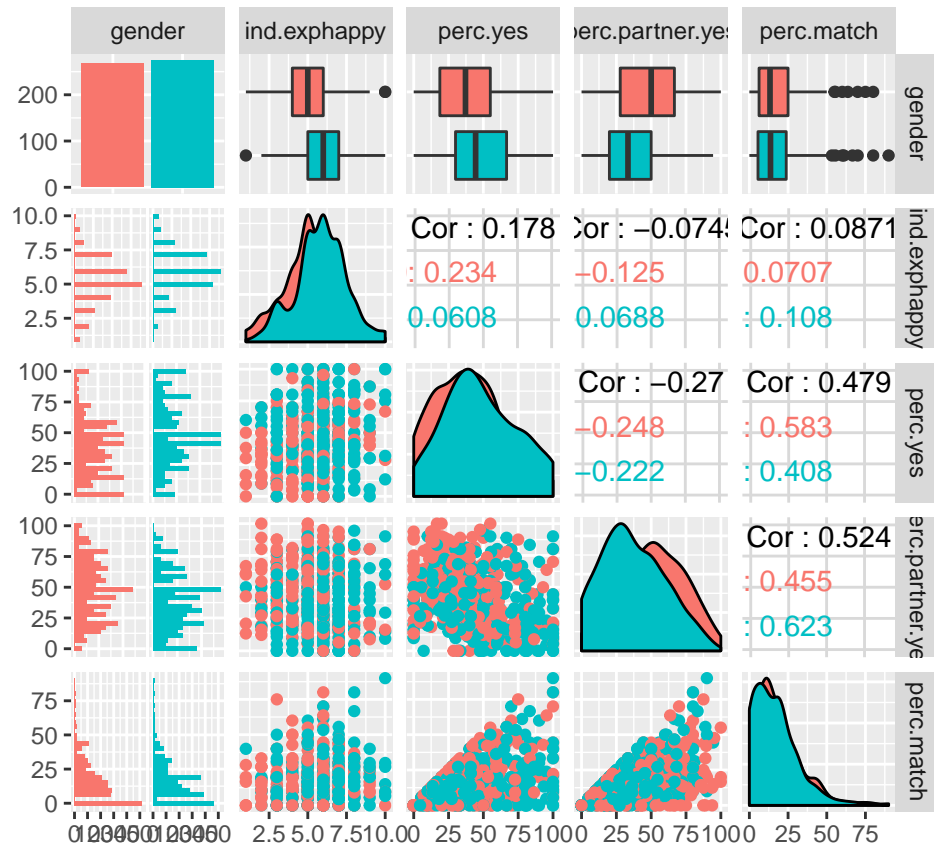 gender ind.exphappy perc.yes perc.partner.yes perc.match
200
100
0
gender
10.0
7.5
5.0
2.5
Cor : 0.178 Cor : −0.0745 Cor : 0.0871
: 0.234 −0.125 0.0707
0.0608 0.0688 : 0.108
ind.exphappy
100
75
50
25
0
Cor : −0.27 Cor : 0.479
−0.248 : 0.583
−0.222 : 0.408
perc.yes
100
75
50
25
0
Cor : 0.524
: 0.455
: 0.623
perc.partner.ye
75
50
25
0
perc.match
2.5 5.0 7.5 10.0 0 25 50 75 100 0 25 50 75 100 0 25 50 75